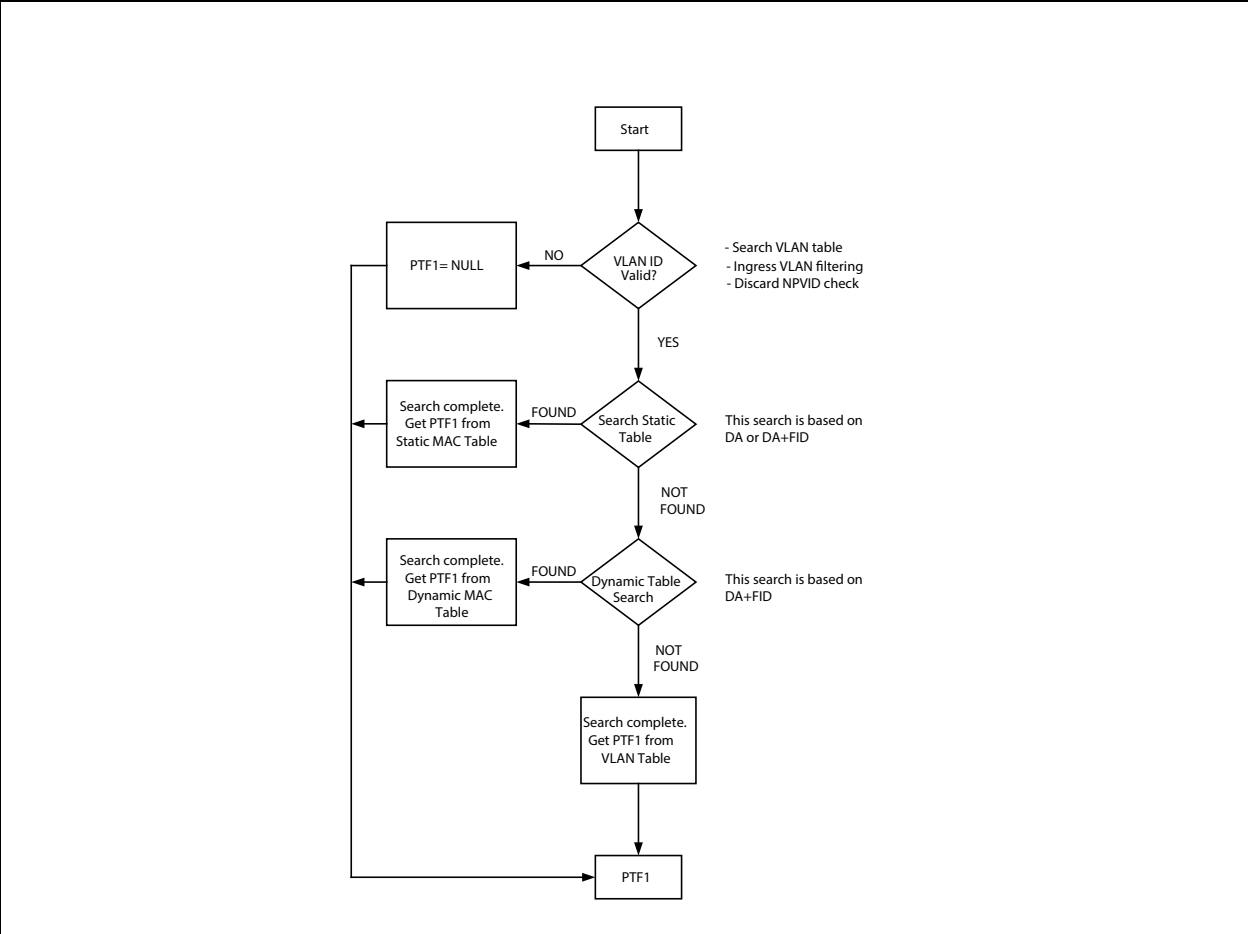 Start
PTF1= NULL
NO
VLAN ID
Valid?
- Search VLAN table
- Ingress VLAN filtering
- Discard NPVID check
YES
Search complete.
Get PTF1 from
Static MAC Table
FOUND
Search Static
Table
This search is based on
DA or DA+FID
NOT
FOUND
Search complete.
Get PTF1 from
Dynamic MAC
Table
FOUND
Dynamic Table
Search
This search is based on
DA+FID
NOT
FOUND
Search complete.
Get PTF1 from
VLAN Table
PTF1